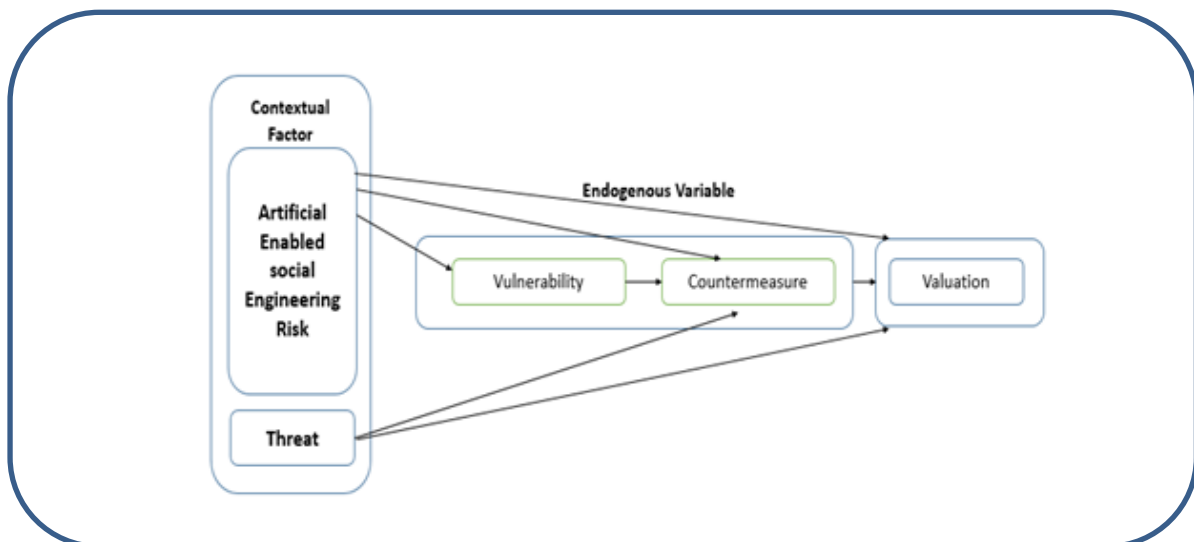 Contextual
Factor
Artificial
Enabled
social
Engineering
Risk
Threat
Endogenous Variable
Vulnerability
Countermeasure
Valuation